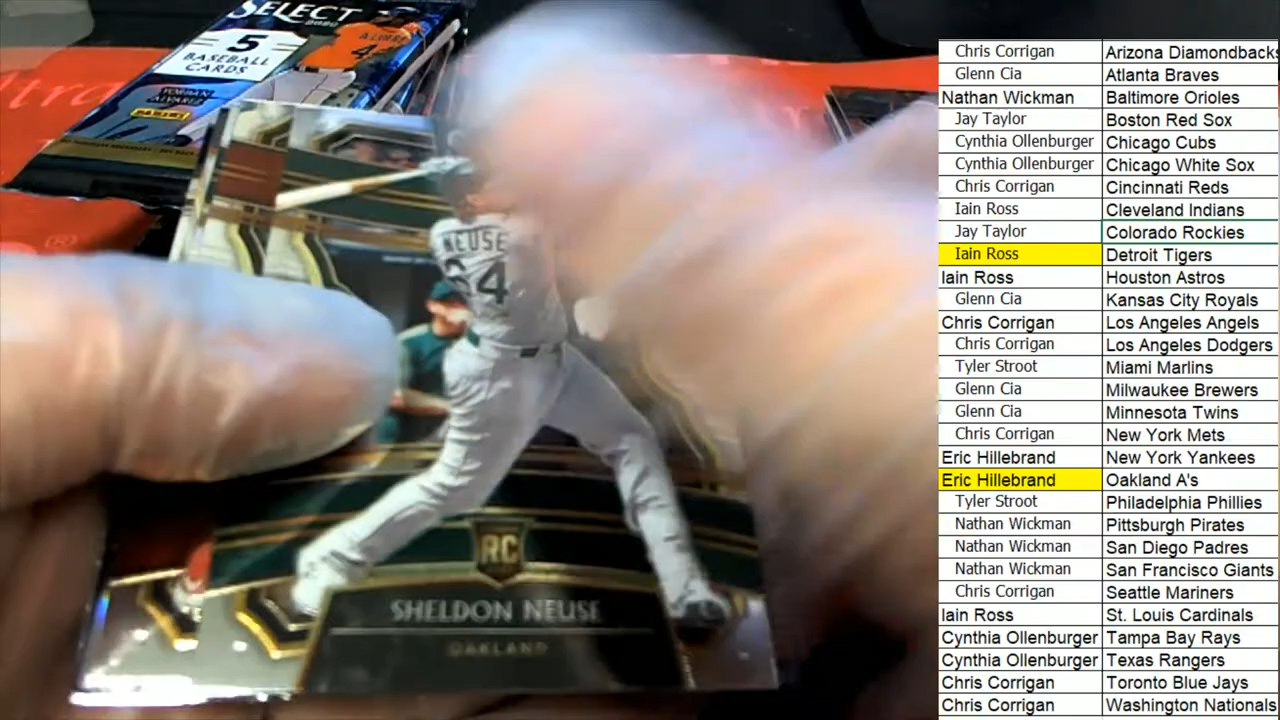 SELECT
2020
5
BASEBALL
CARDS
YORDAN
ALVAREZ
PANINI
4
NEUSE
64
RC
SHELDON NEUSE
OAKLAND
Chris Corrigan Arizona Diamondbacks
Glenn Cia Atlanta Braves
Nathan Wickman Baltimore Orioles
Jay Taylor Boston Red Sox
Cynthia Ollenburger Chicago Cubs
Cynthia Ollenburger Chicago White Sox
Chris Corrigan Cincinnati Reds
Iain Ross Cleveland Indians
Jay Taylor Colorado Rockies
Iain Ross Detroit Tigers
Iain Ross Houston Astros
Glenn Cia Kansas City Royals
Chris Corrigan Los Angeles Angels
Chris Corrigan Los Angeles Dodgers
Tyler Stroot Miami Marlins
Glenn Cia Milwaukee Brewers
Glenn Cia Minnesota Twins
Chris Corrigan New York Mets
Eric Hillebrand New York Yankees
Eric Hillebrand Oakland A's
Tyler Stroot Philadelphia Phillies
Nathan Wickman Pittsburgh Pirates
Nathan Wickman San Diego Padres
Nathan Wickman San Francisco Giants
Chris Corrigan Seattle Mariners
Iain Ross St. Louis Cardinals
Cynthia Ollenburger Tampa Bay Rays
Cynthia Ollenburger Texas Rangers
Chris Corrigan Toronto Blue Jays
Chris Corrigan Washington Nationals